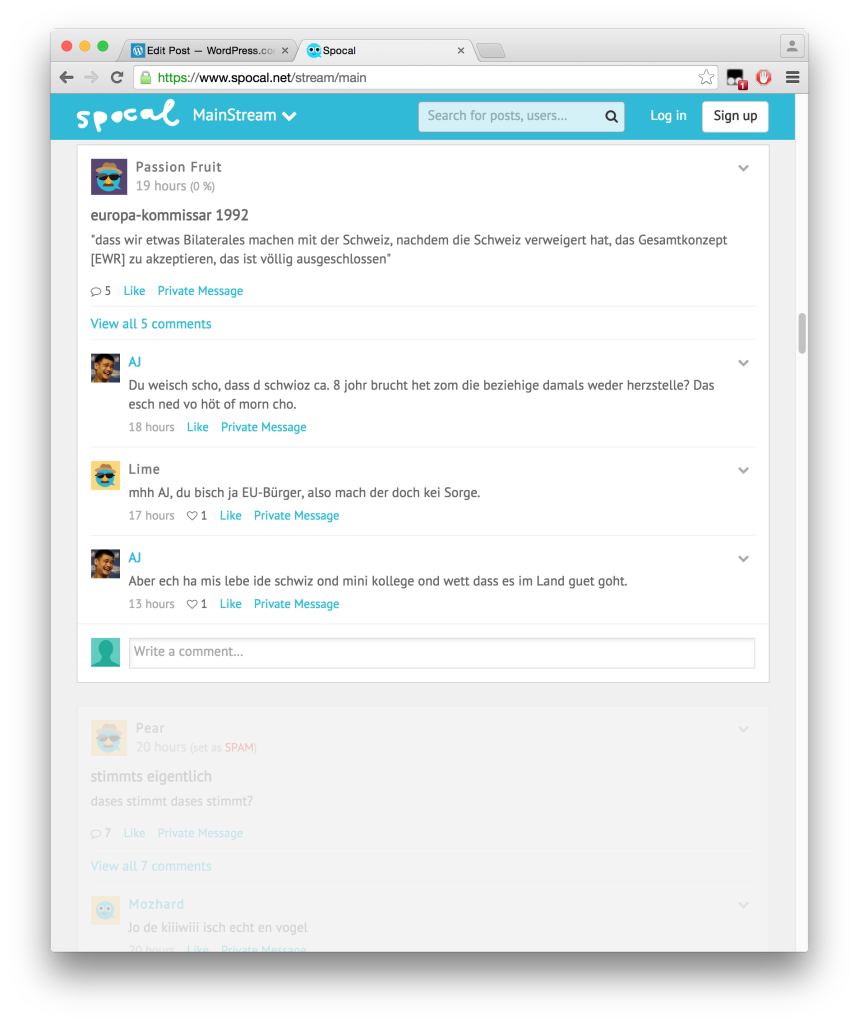 Edit Post — WordPress.co
Spocal
https://www.spocal.net/stream/main
1
spocal
MainStream
Search for posts, users...
Log in
Sign up
Passion Fruit
19 hours (0 %)
europa-kommissar 1992
"dass wir etwas Bilaterales machen mit der Schweiz, nachdem die Schweiz verweigert hat, das Gesamtkonzept
[EWR] zu akzeptieren, das ist völlig ausgeschlossen"
5 Like Private Message
View all 5 comments
AJ
Du weisch scho, dass d schwioz ca. 8 johr brucht het zom die beziehige damals weder herzstelle? Das
esch ned vo höt of morn cho.
18 hours Like Private Message
Lime
mhh AJ, du bisch ja EU-Bürger, also mach der doch kei Sorge.
17 hours 1 Like Private Message
AJ
Aber ech ha mis lebe ide schwiz ond mini kollege ond wett dass es im Land guet goht.
13 hours 1 Like Private Message
Write a comment...
Pear
20 hours (set as SPAM)
stimmts eigentlich
dases stimmt dases stimmt?
7 Like Private Message
View all 7 comments
Mozhard
Jo de kiiiwiii isch echt en vogel
20 hours Like Private Message